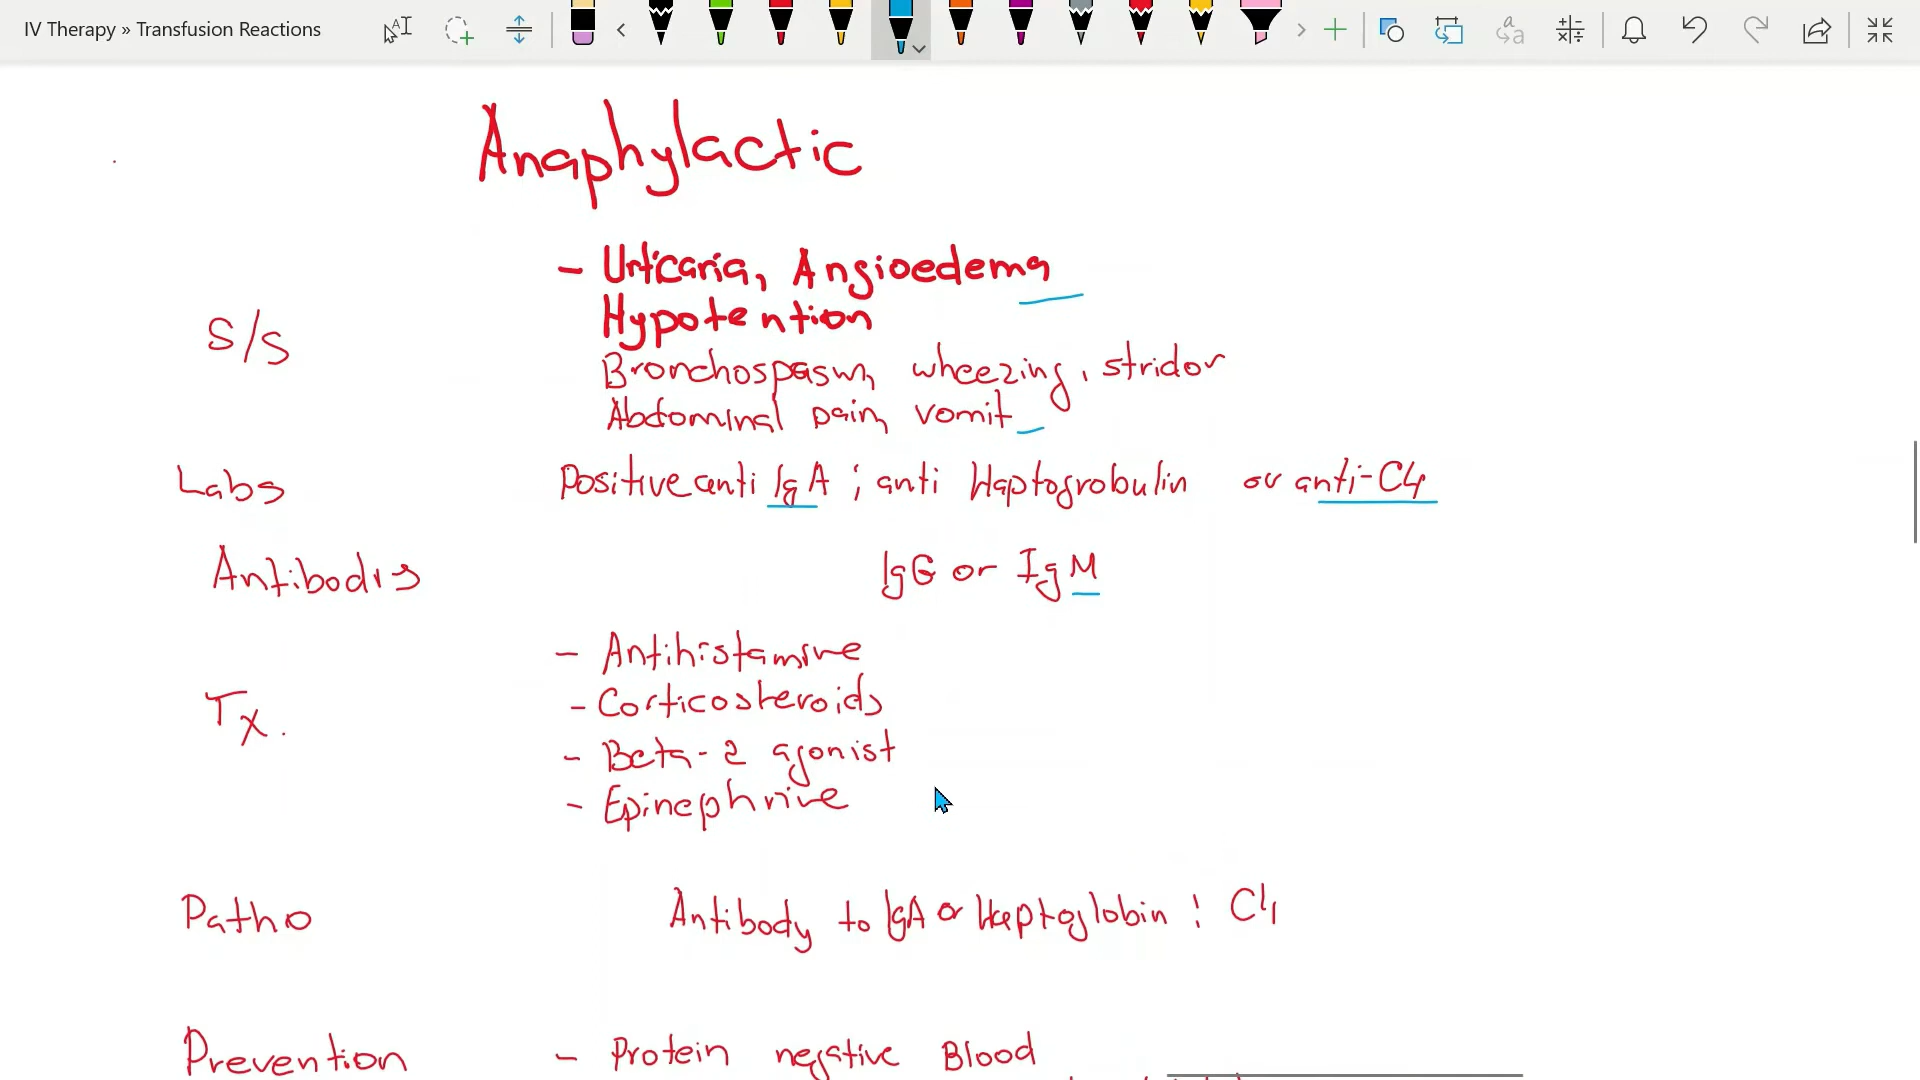 IV Therapy » Transfusion Reactions
Anaphylactic
- Urticaria, Angioedema
Hypotention
S/S
Bronchospasm, wheezing, stridor
Abdominal pain, vomit
Labs Positive anti IgA ; anti Haptogrobulin or anti-C4
Antibodis IgG or IgM
- Antihistamine
- Corticosteroids
Tx.
- Beta-2 agonist
- Epinephrine
Patho Antibody to IgA or Haptoglobin : C4
Prevention - Protein negative Blood